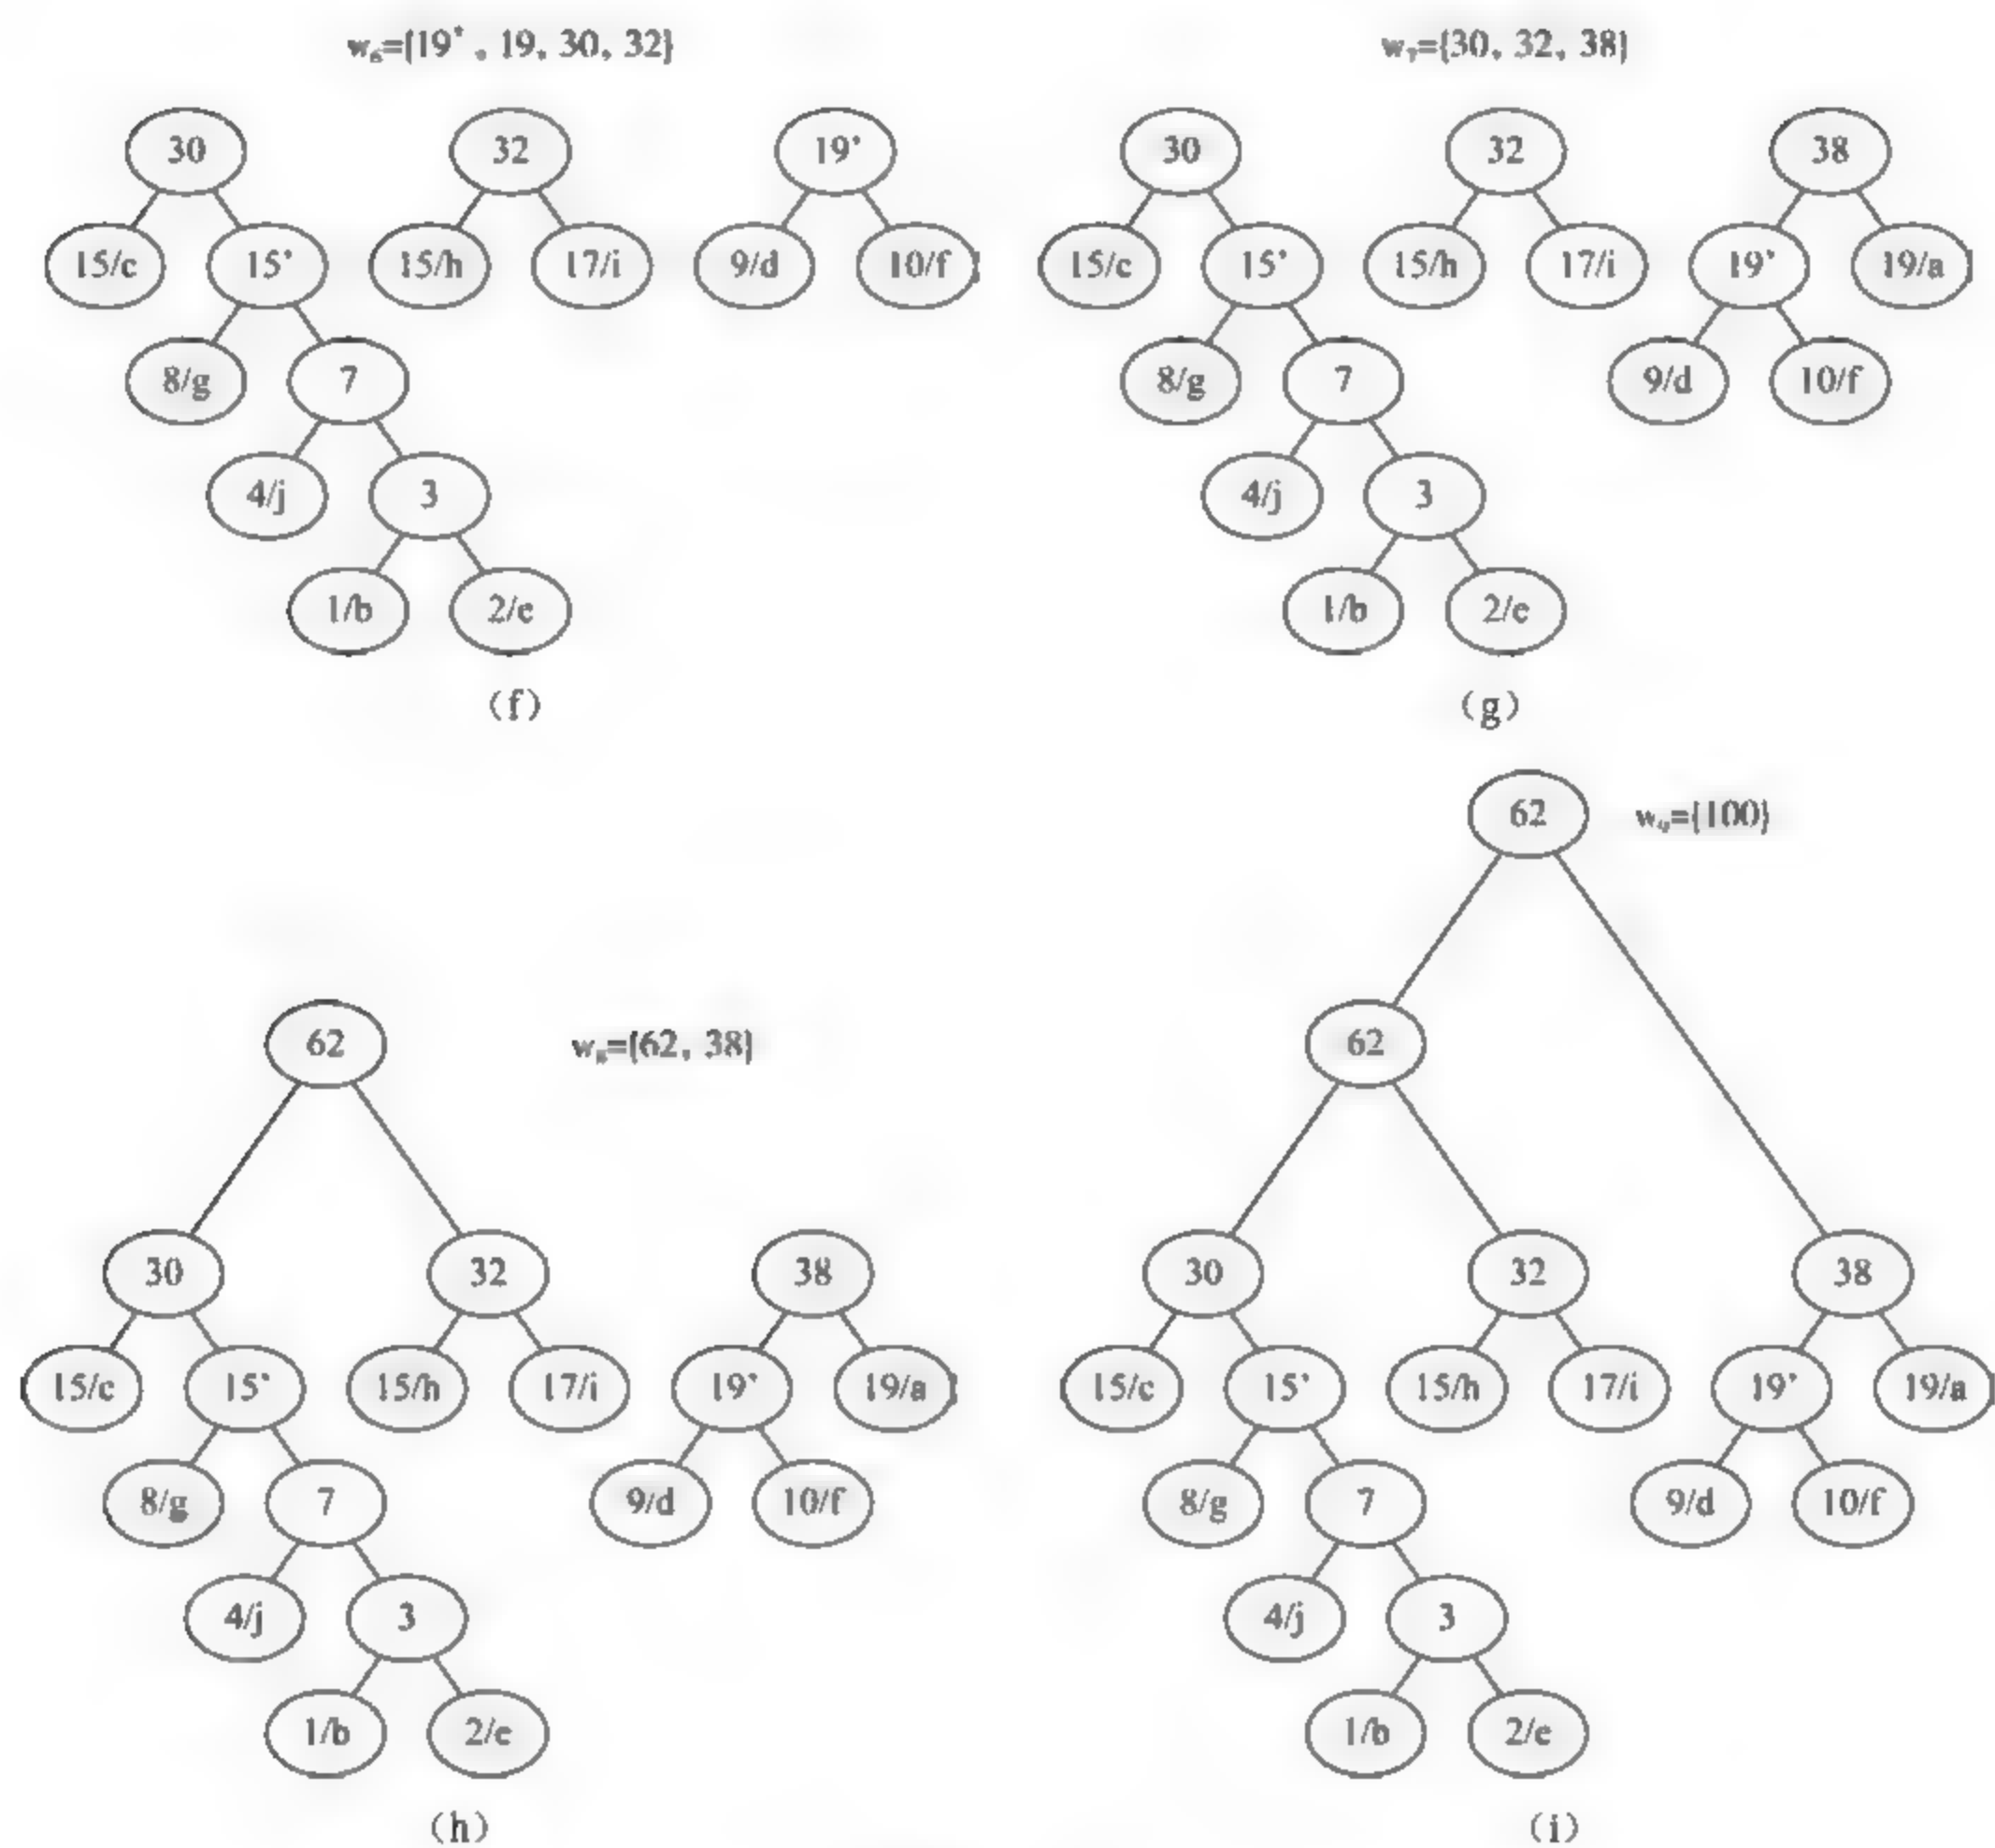 w₆={19*, 19, 30, 32}
30 32 19'
15/c 15' 15/h 17/i 9/d 10/f
8/g 7
4/j 3
1/b 2/e
(f)
w₇={30, 32, 38}
30 32 38
15/c 15' 15/h 17/i 19' 19/a
8/g 7 9/d 10/f
4/j 3
1/b 2/e
(g)
62 w₈={62, 38}
30 32 38
15/c 15' 15/h 17/i 19' 19/a
8/g 7 9/d 10/f
4/j 3
1/b 2/e
(h)
62 w₉={100}
62
30 32 38
15/c 15' 15/h 17/i 19' 19/a
8/g 7 9/d 10/f
4/j 3
1/b 2/e
(i)